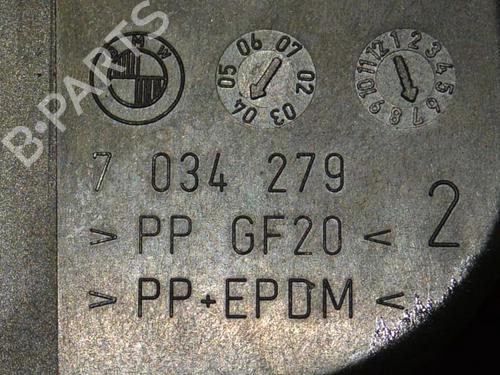 BMW
05 06 07 02 03 04
10 11 12 1 2 3 4 5 6 7 8 9
7 034 279
> PP GF20 < 2
> PP+EPDM <
B-PARTS